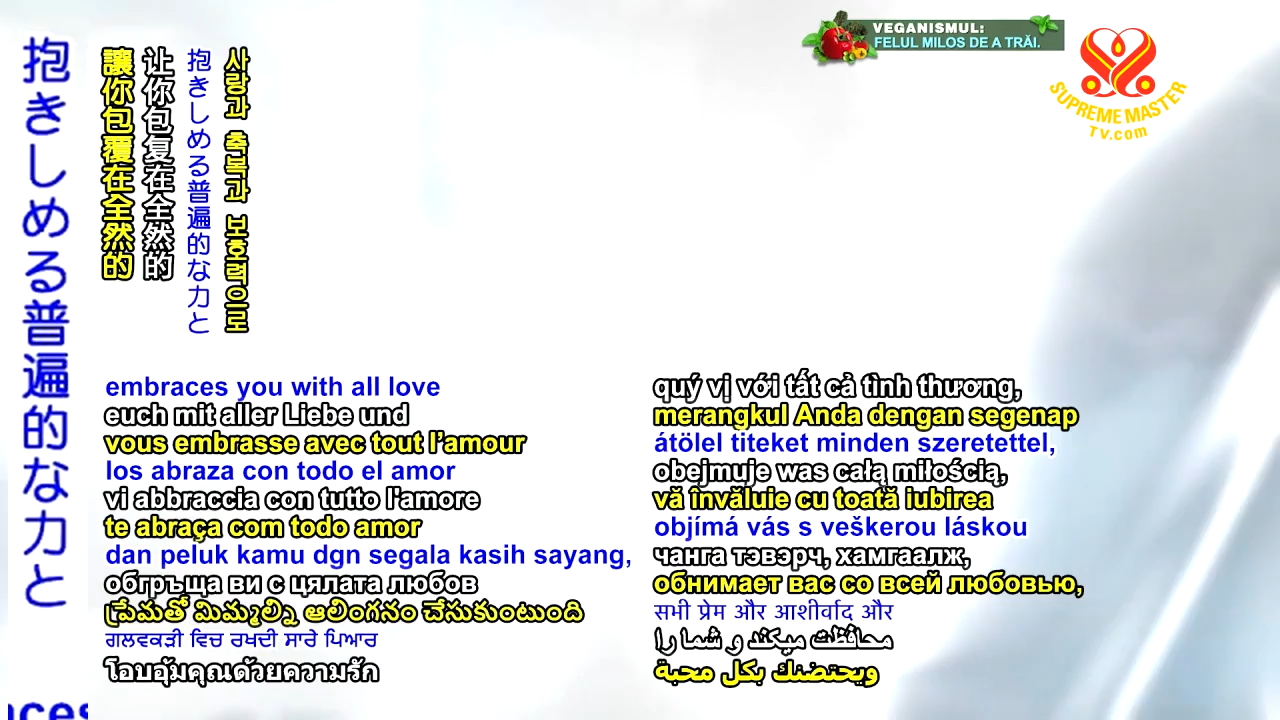 抱きしめる普遍的な力と
讓你包覆在全然的
让你包复在全然的
抱きしめる普遍的な力と
사랑과 축복과 보호력으로
VEGANISMUL:
FELUL MILOS DE A TRĂI.
SUPREME MASTER
TV.com
embraces you with all love
euch mit aller Liebe und
vous embrasse avec tout l’amour
los abraza con todo el amor
vi abbraccia con tutto l'amore
te abraça com todo amor
dan peluk kamu dgn segala kasih sayang,
обгръща ви с цялата любов
ప్రేమతో మిమ్మల్ని ఆలింగనం చేసుకుంటుంది
ਗਲਵਕੜੀ ਵਿਚ ਰਖਦੀ ਸਾਰੇ ਪਿਆਰ
โอบอุ้มคุณด้วยความรัก
quý vị với tất cả tình thương,
merangkul Anda dengan segenap
átölel titeket minden szeretettel,
obejmuje was całą miłością,
vă învăluie cu toată iubirea
objímá vás s veškerou láskou
чанга тэвэрч, хамгаалж,
обнимает вас со всей любовью,
सभी प्रेम और आशीर्वाद और
محافظت میکند و شما را
ويحتضنك بكل محبة